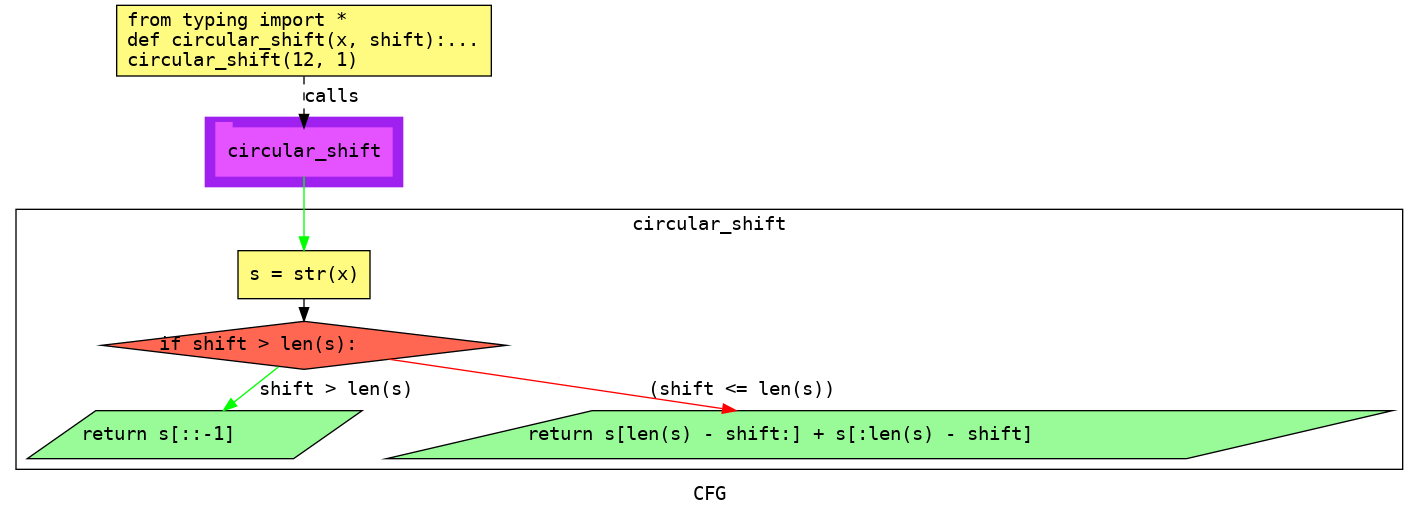 from typing import *
def circular_shift(x, shift):...
circular_shift(12, 1)
calls
circular_shift
circular_shift
s = str(x)
if shift > len(s):
shift > len(s)
(shift <= len(s))
return s[::-1]
return s[len(s) - shift:] + s[:len(s) - shift]
CFG